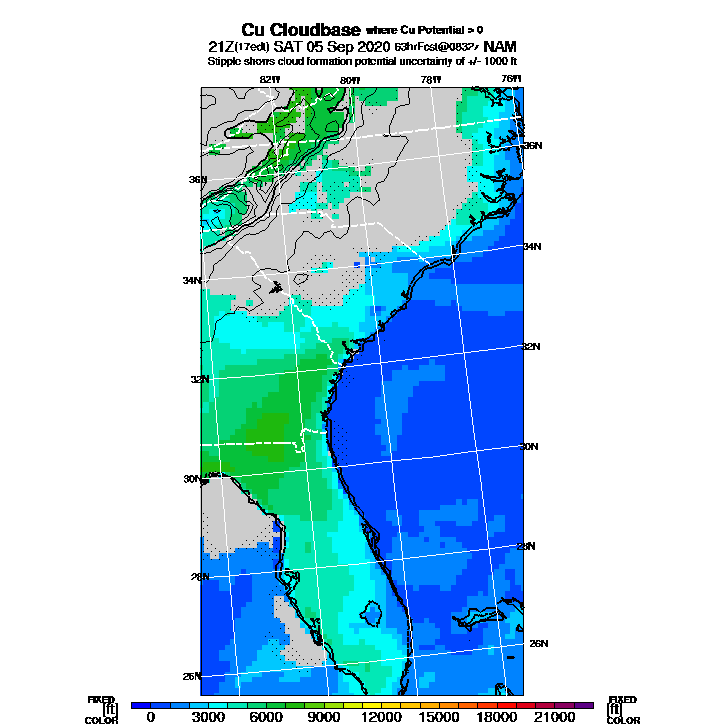 Cu Cloudbase where Cu Potential > 0
21Z(17edt) SAT 05 Sep 2020 63hrFcst@0832z NAM
Stipple shows cloud formation potential uncertainty of +/- 1000 ft
82W 80W 78W 76W
36N 36N
34N 34N
32N 32N
30N 30N
28N 28N
26N 26N
FIXED FIXED
[ft] [ft]
COLOR COLOR
0 3000 6000 9000 12000 15000 18000 21000